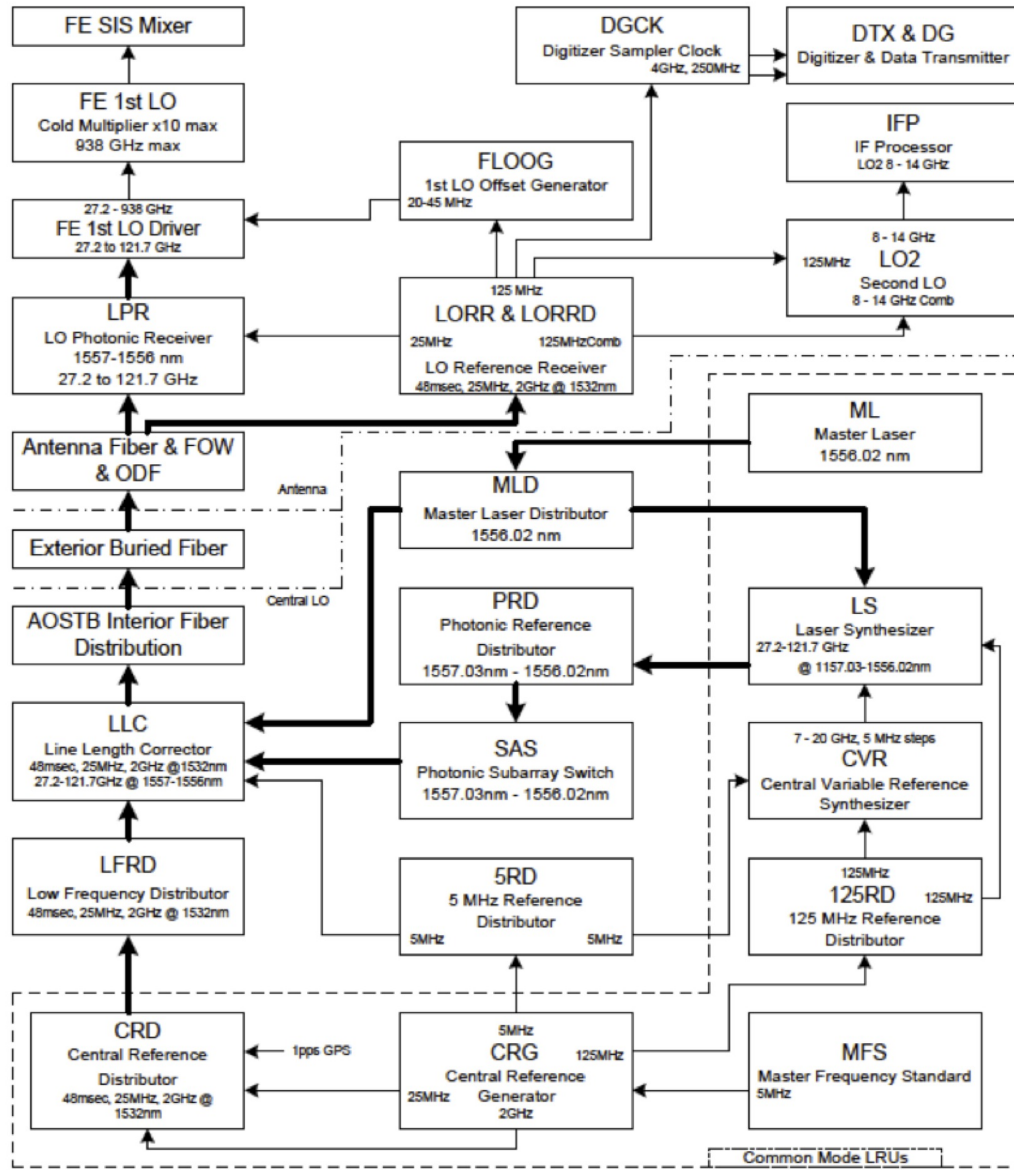 FE SIS Mixer
DGCK
Digitizer Sampler Clock
4GHz, 250MHz
DTX & DG
Digitizer & Data Transmitter
FE 1st LO
Cold Multiplier x10 max
938 GHz max
FLOOG
1st LO Offset Generator
20-45 MHz
IFP
IF Processor
LO2 8 - 14 GHz
27.2 - 938 GHz
FE 1st LO Driver
27.2 to 121.7 GHz
8 - 14 GHz
125MHz
LO2
Second LO
8 - 14 GHz Comb
LPR
LO Photonic Receiver
1557-1556 nm
27.2 to 121.7 GHz
125 MHz
LORR & LORRD
25MHz
125MHzComb
LO Reference Receiver
48msec, 25MHz, 2GHz @ 1532nm
Antenna Fiber & FOW
& ODF
Antenna
ML
Master Laser
1556.02 nm
MLD
Master Laser Distributor
1556.02 nm
Exterior Buried Fiber
Central LO
AOSTB Interior Fiber
Distribution
PRD
Photonic Reference
Distributor
1557.03nm - 1556.02nm
LS
Laser Synthesizer
27.2-121.7 GHz
@ 1157.03-1556.02nm
LLC
Line Length Corrector
48msec, 25MHz, 2GHz @1532nm
27.2-121.7GHz @ 1557-1556nm
SAS
Photonic Subarray Switch
1557.03nm - 1556.02nm
7 - 20 GHz, 5 MHz steps
CVR
Central Variable Reference
Synthesizer
LFRD
Low Frequency Distributor
48msec, 25MHz, 2GHz @ 1532nm
5RD
5 MHz Reference
Distributor
5MHz
5MHz
125MHz
125RD
125MHz
125 MHz Reference
Distributor
CRD
Central Reference
Distributor
48msec, 25MHz, 2GHz @
1532nm
1pps GPS
5MHz
CRG
125MHz
Central Reference
25MHz
Generator
2GHz
MFS
Master Frequency Standard
5MHz
Common Mode LRUs